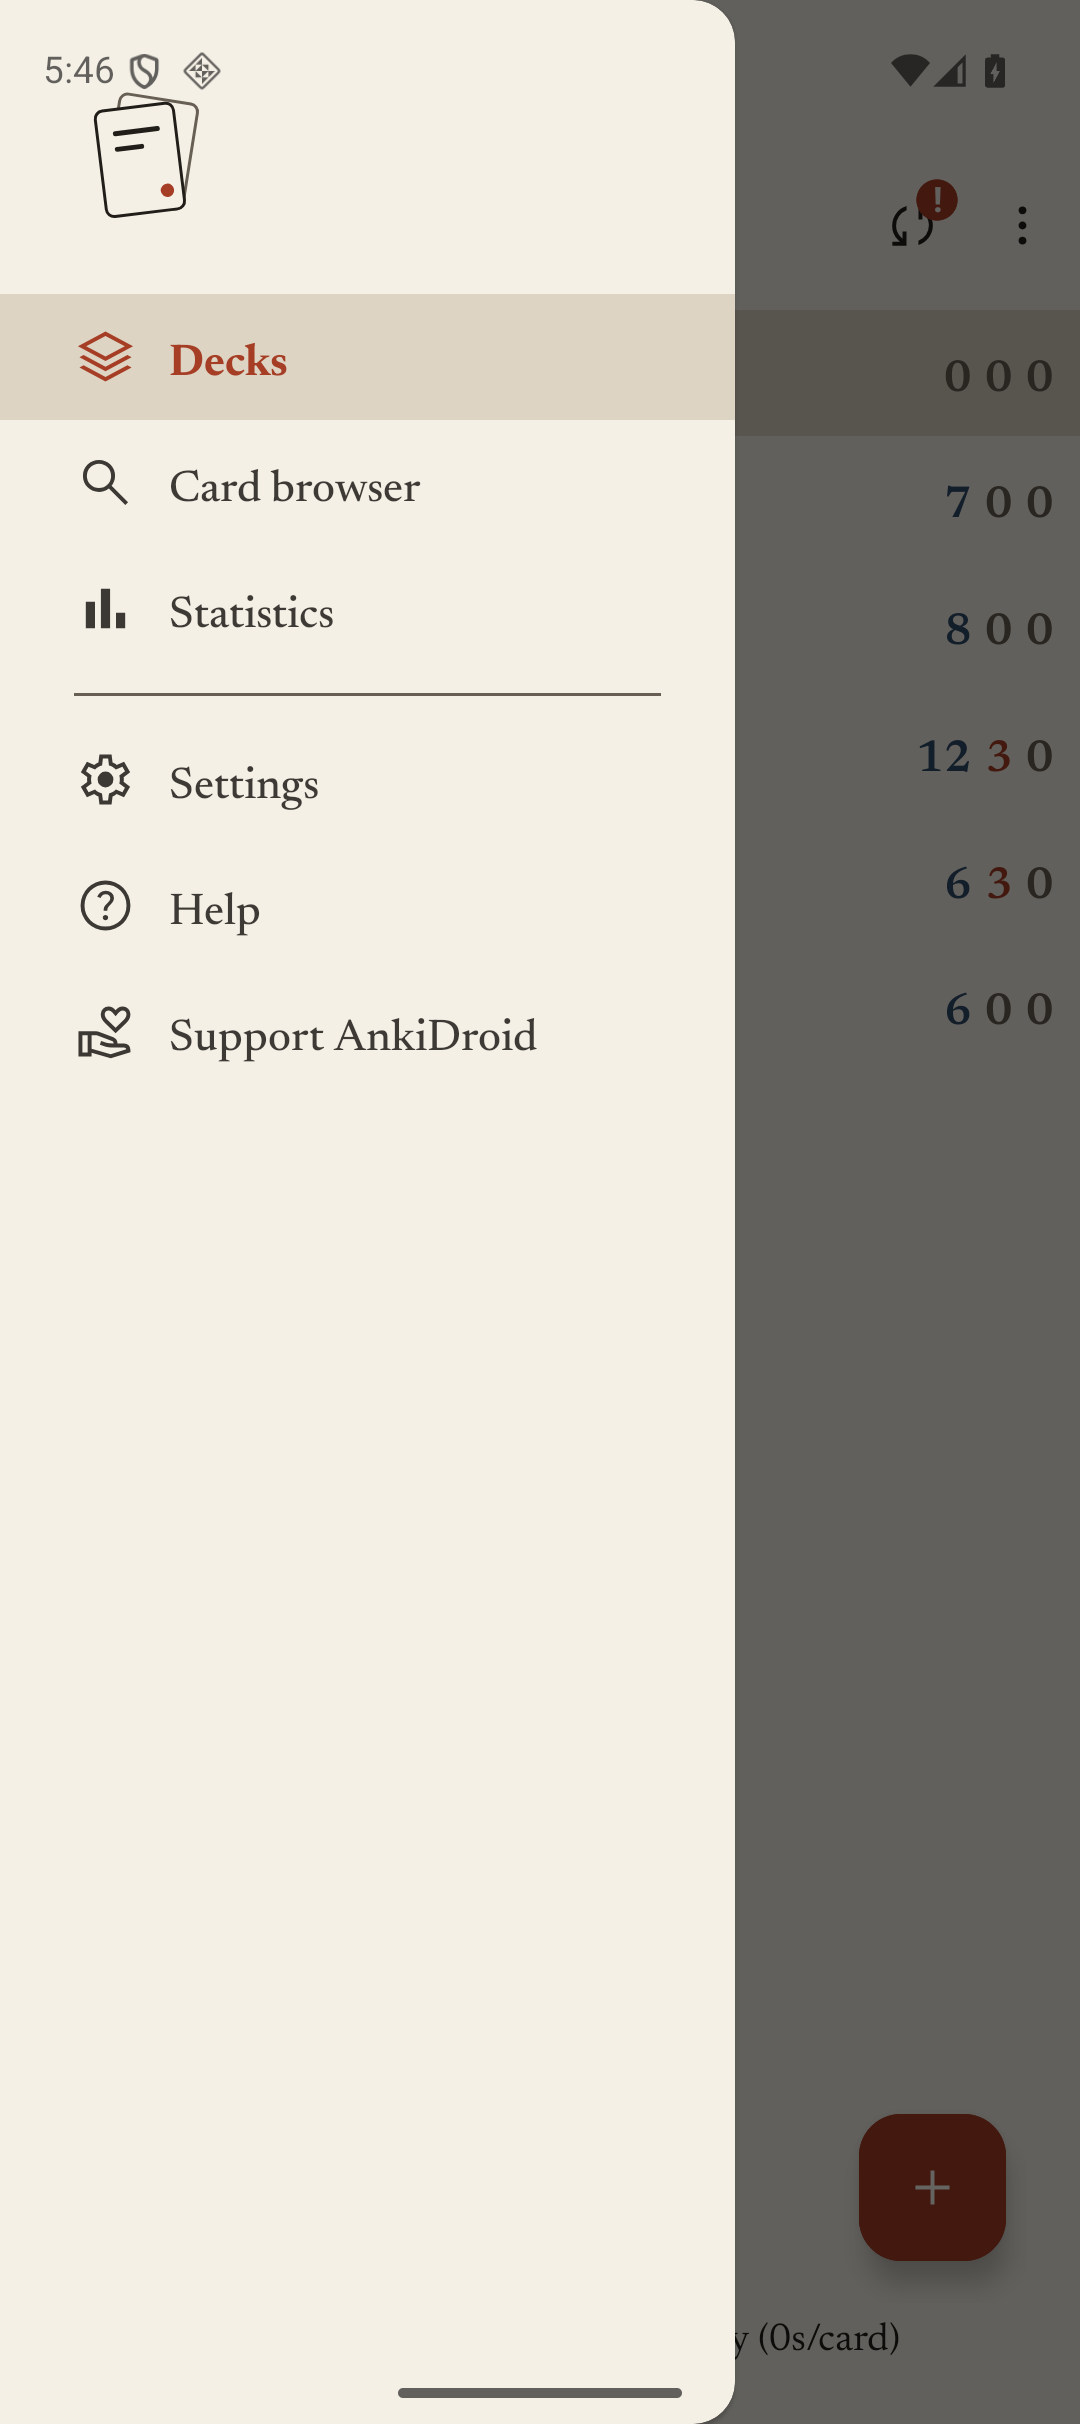 5:46
!
Decks
0 0 0
Card browser
7 0 0
Statistics
8 0 0
12 3 0
Settings
6 3 0
Help
6 0 0
Support AnkiDroid
+
y (0s/card)